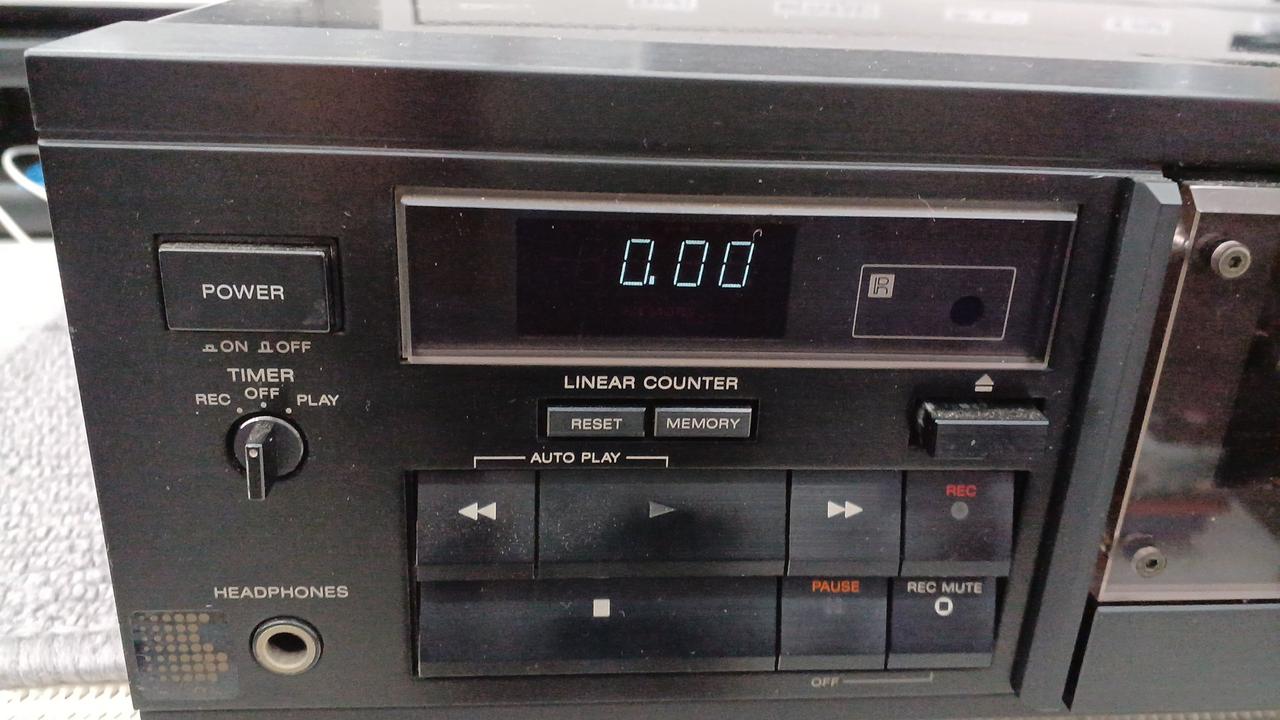 0.00
POWER
ON OFF
TIMER
REC OFF PLAY
LINEAR COUNTER
RESET MEMORY
AUTO PLAY
REC
HEADPHONES
PAUSE REC MUTE
OFF